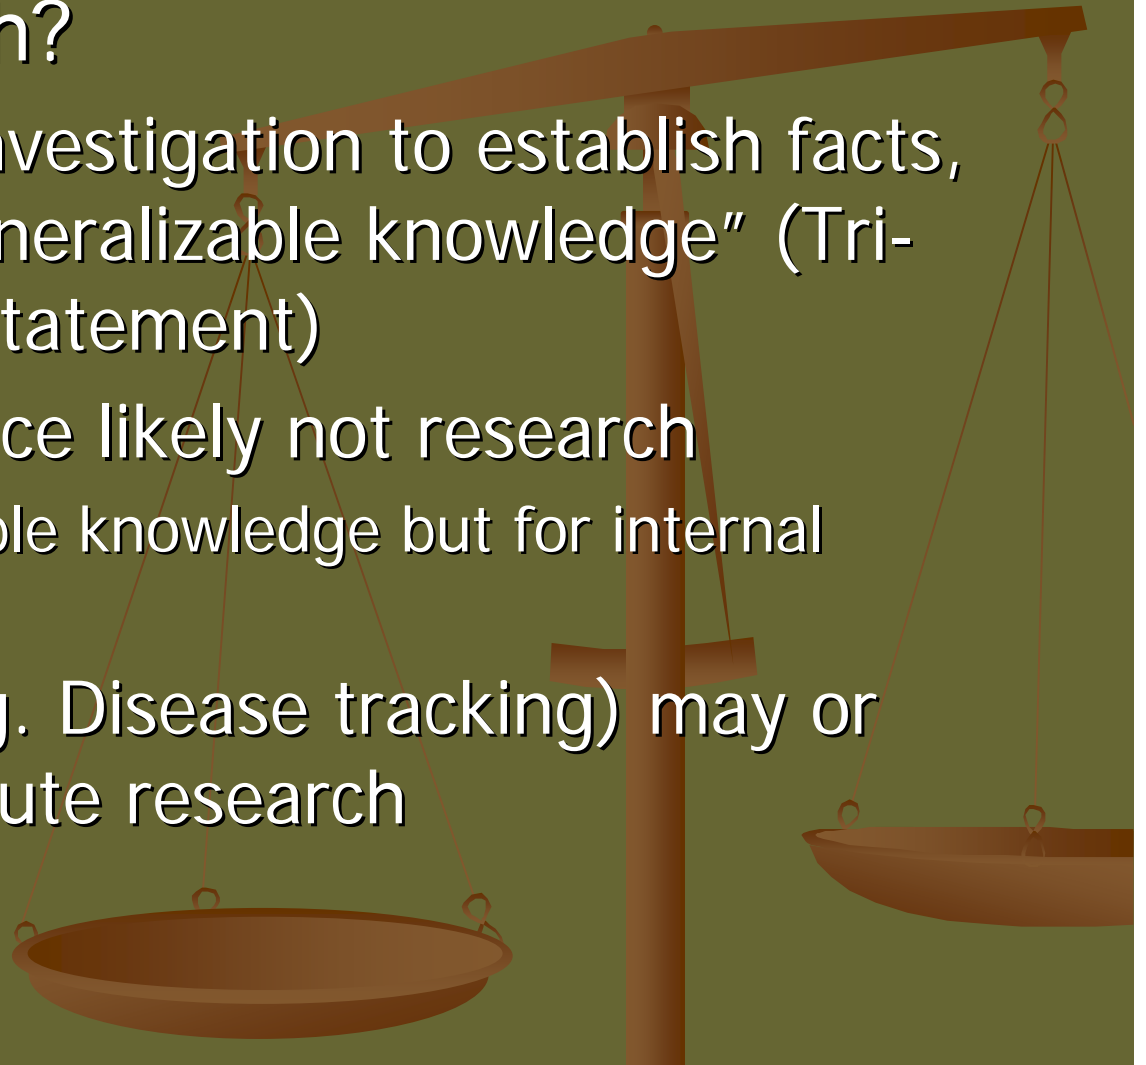 n?
nvestigation to establish facts,
neralizable knowledge” (Tri-
tatement)
ce likely not research
ble knowledge but for internal
g. Disease tracking) may or
ute research